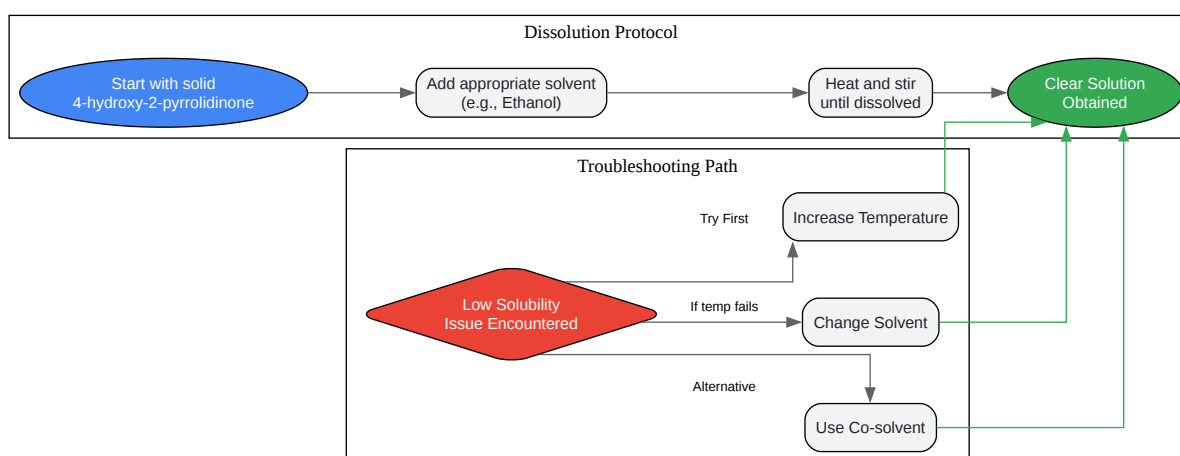 Dissolution Protocol
Start with solid
4-hydroxy-2-pyrrolidinone
Add appropriate solvent
(e.g., Ethanol)
Heat and stir
until dissolved
Clear Solution
Obtained
Troubleshooting Path
Try First
Increase Temperature
Low Solubility
Issue Encountered
If temp fails
Change Solvent
Alternative
Use Co-solvent